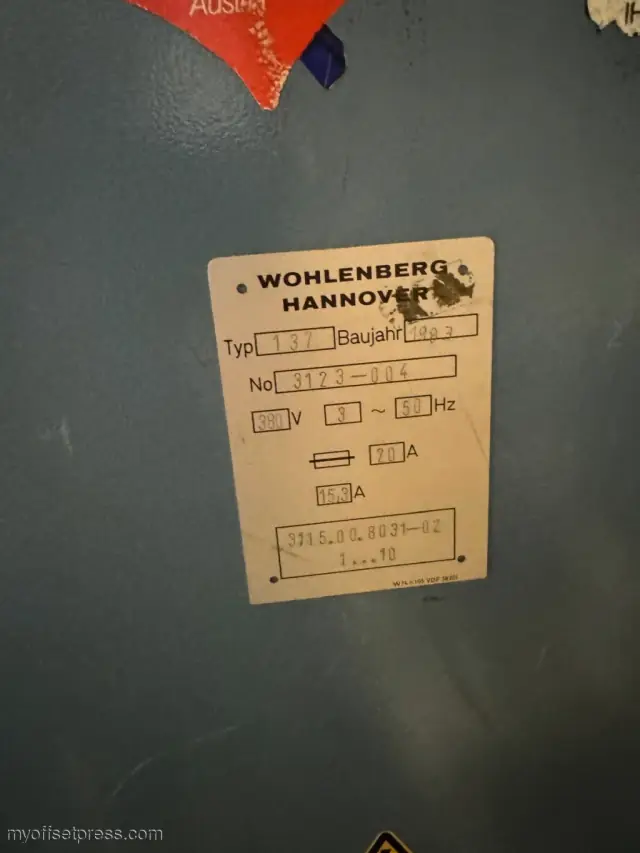 Austria
WOHLENBERG
HANNOVER
Typ 137 Baujahr 1983
No 3123-004
380 V 3 ~ 50 Hz
20 A
15,3 A
3115.00.8031-02
1...10
myoffsetpress.com